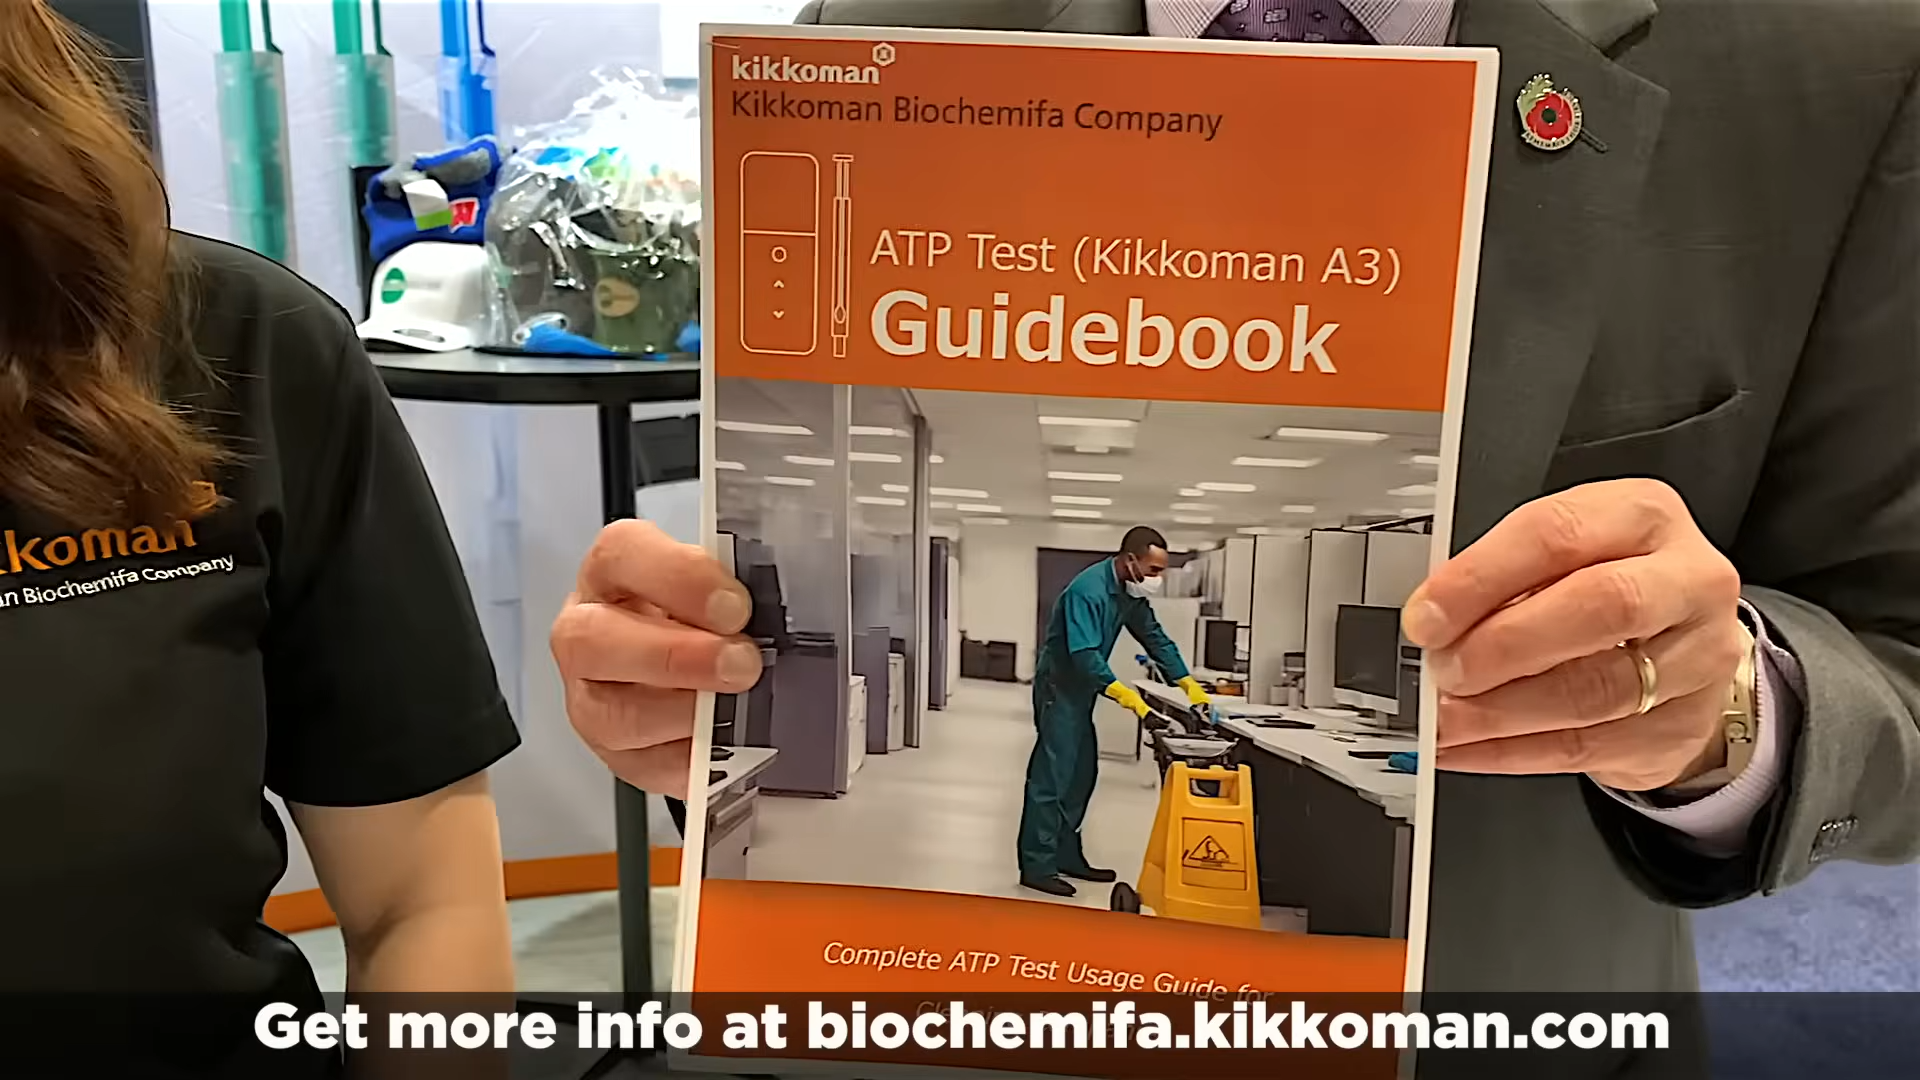 kikkoman
Kikkoman Biochemifa Company
ATP Test (Kikkoman A3)
Guidebook
kkoman
an Biochemifa Company
Complete ATP Test Usage Guide for
Get more info at biochemifa.kikkoman.com